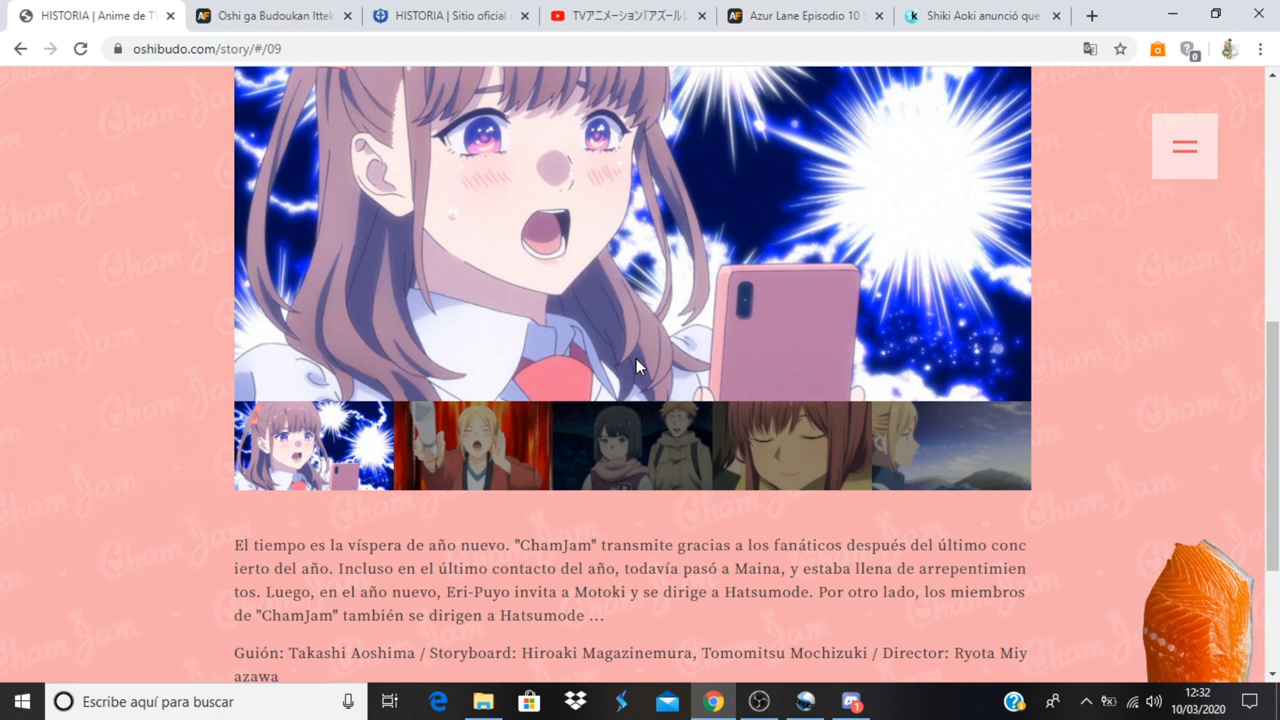 HISTORIA | Anime de T
Oshi ga Budoukan Ittek
HISTORIA | Sitio oficial
TVアニメーション『アズールレ
Azur Lane Episodio 10 S
Shiki Aoki anunció que
oshibudo.com/story/#/09
0
Cham Jam
El tiempo es la víspera de año nuevo. "ChamJam" transmite gracias a los fanáticos después del último conc
ierto del año. Incluso en el último contacto del año, todavía pasó a Maina, y estaba llena de arrepentimien
tos. Luego, en el año nuevo, Eri-Puyo invita a Motoki y se dirige a Hatsumode. Por otro lado, los miembros
de "ChamJam" también se dirigen a Hatsumode ...
Guión: Takashi Aoshima / Storyboard: Hiroaki Magazinemura, Tomomitsu Mochizuki / Director: Ryota Miy
azawa
Escribe aquí para buscar
1
12:32
10/03/2020